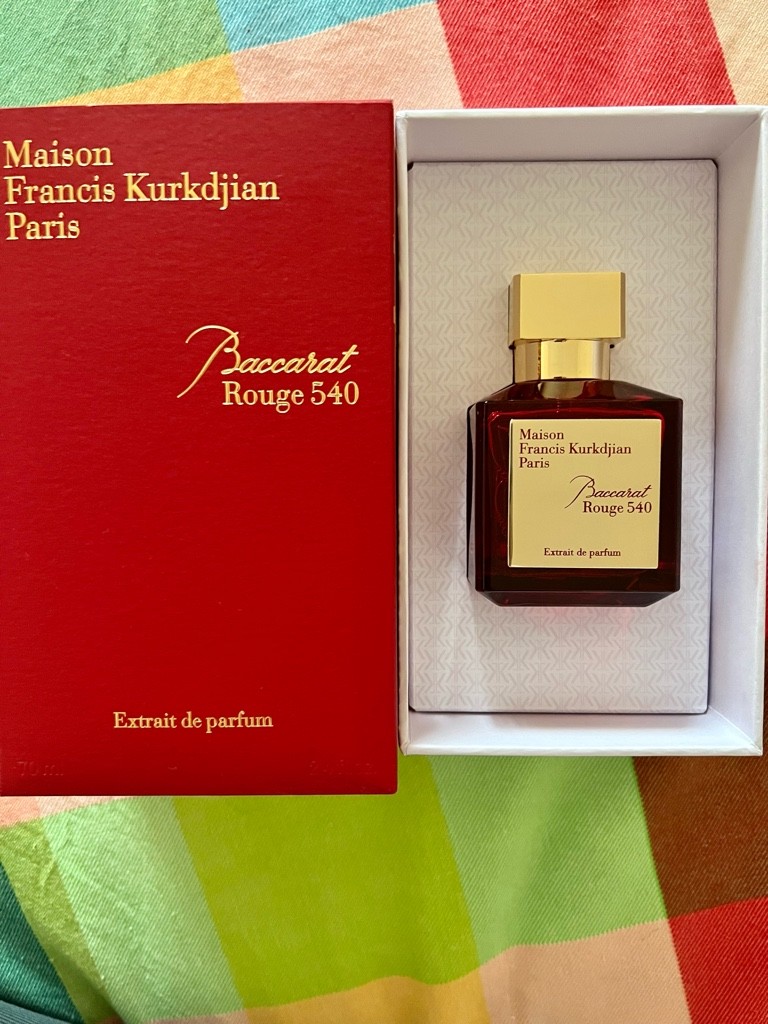 Maison
Francis Kurkdjian
Paris
Baccarat
Rouge 540
Extrait de parfum
Maison
Francis Kurkdjian
Paris
Baccarat
Rouge 540
Extrait de parfum